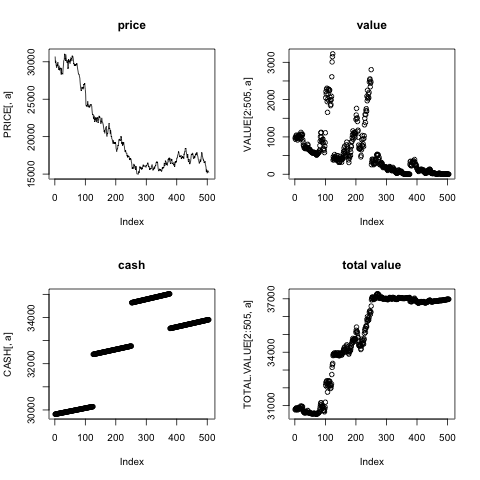 price
PRICE[, a]
30000
25000
20000
15000
0 100 200 300 400 500
Index
value
VALUE[2:505, a]
3000
2000
1000
0
0 100 200 300 400 500
Index
cash
CASH[, a]
34000
32000
30000
0 100 200 300 400 500
Index
total value
TOTAL.VALUE[2:505, a]
37000
34000
31000
0 100 200 300 400 500
Index